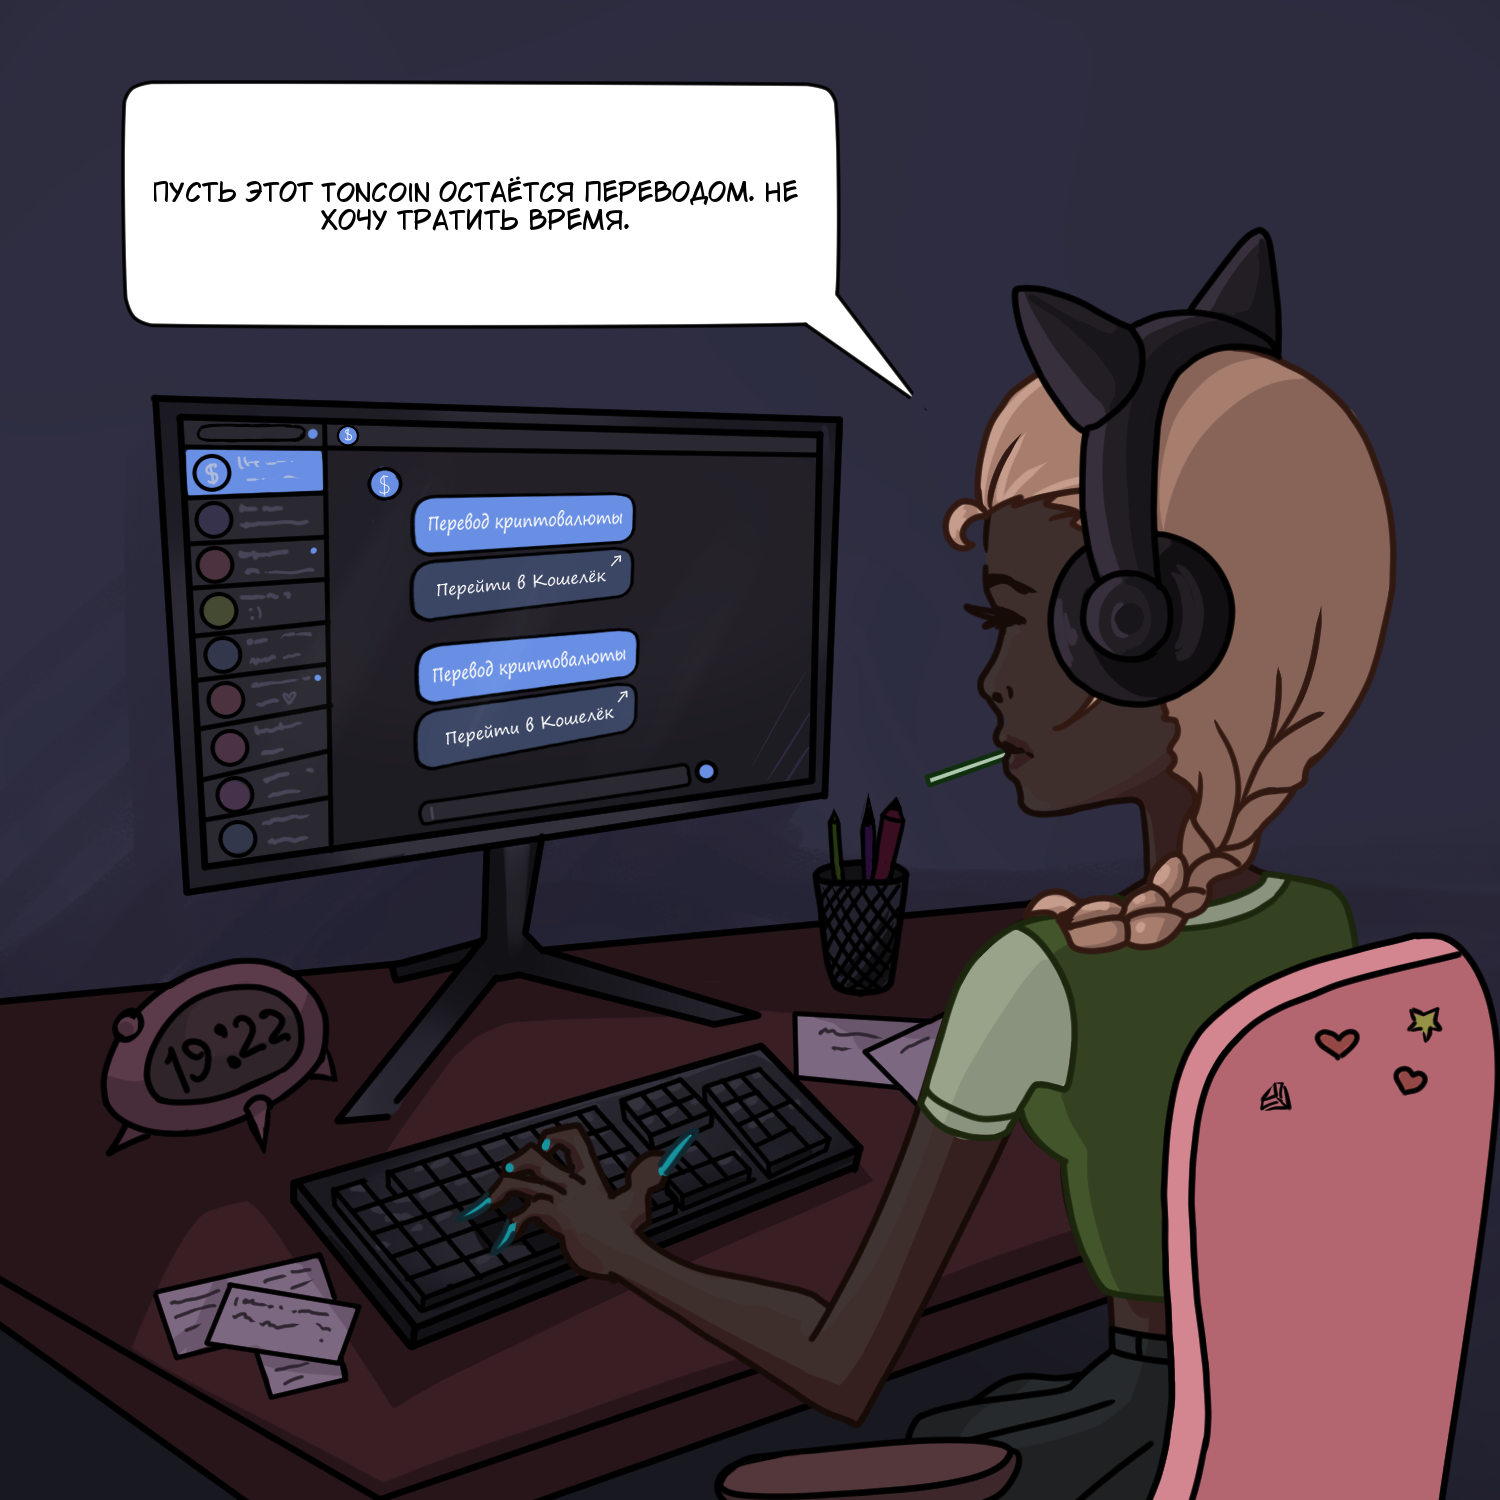 ПУСТЬ ЭТОТ TONCOIN ОСТАЁТСЯ ПЕРЕВОДОМ. НЕ
ХОЧУ ТРАТИТЬ ВРЕМЯ.
$
$
$
Перевод криптовалюты
Перейти в Кошелёк
:)
Перевод криптовалюты
Перейти в Кошелёк
19:22